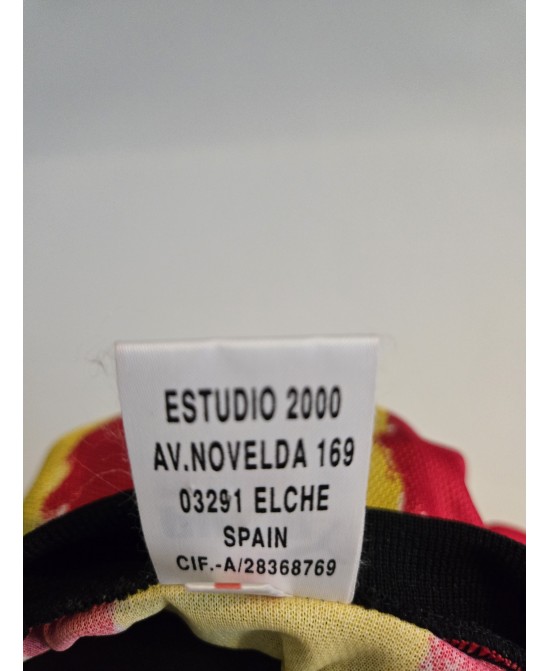 ESTUDIO 2000
AV.NOVELDA 169
03291 ELCHE
SPAIN
CIF.-A/28368769